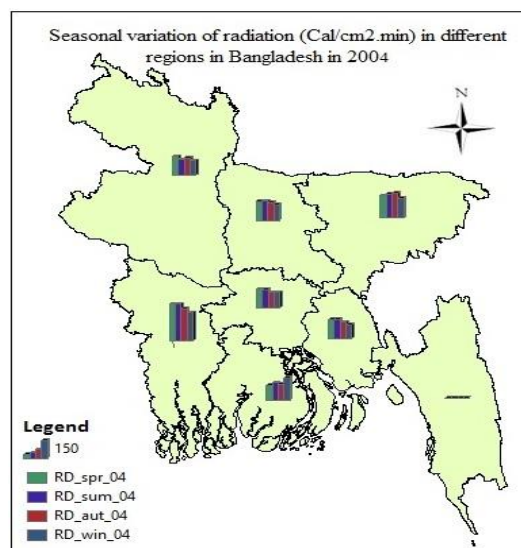 Seasonal variation of radiation (Cal/cm2.min) in different
regions in Bangladesh in 2004
N
Legend
150
RD_spr_04
RD_sum_04
RD_aut_04
RD_win_04